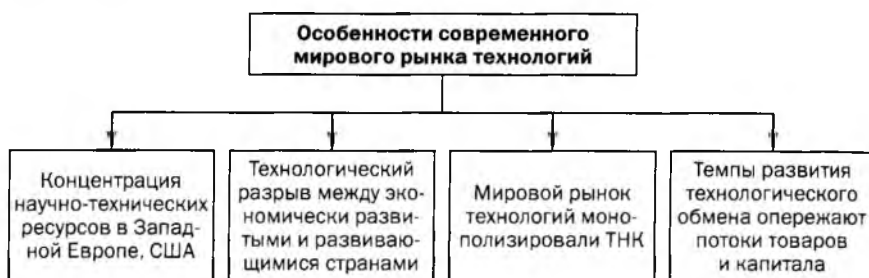 Особенности современного
мирового рынка технологий
Концентрация
научно-технических
ресурсов в Запад-
ной Европе, США
Технологический
разрыв между эко-
номически разви-
тыми и развиваю-
щимися странами
Мировой рынок
технологий моно-
полизировали ТНК
Темпы развития
технологического
обмена опережают
потоки товаров
и капитала